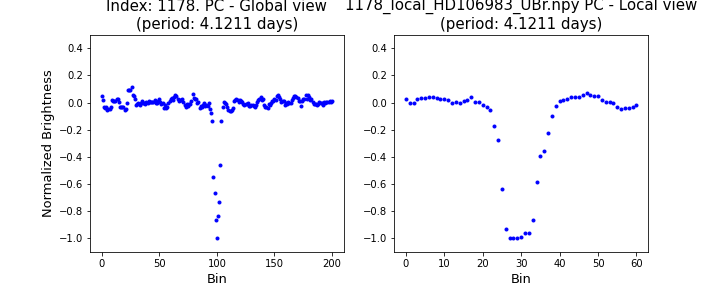 Index: 1178. PC - Global view
(period: 4.1211 days)
1178_local_HD106983_UBr.npy PC - Local view
(period: 4.1211 days)
Normalized Brightness
0.4
0.2
0.0
−0.2
−0.4
−0.6
−0.8
−1.0
0 50 100 150 200
Bin
0.4
0.2
0.0
−0.2
−0.4
−0.6
−0.8
−1.0
0 10 20 30 40 50 60
Bin